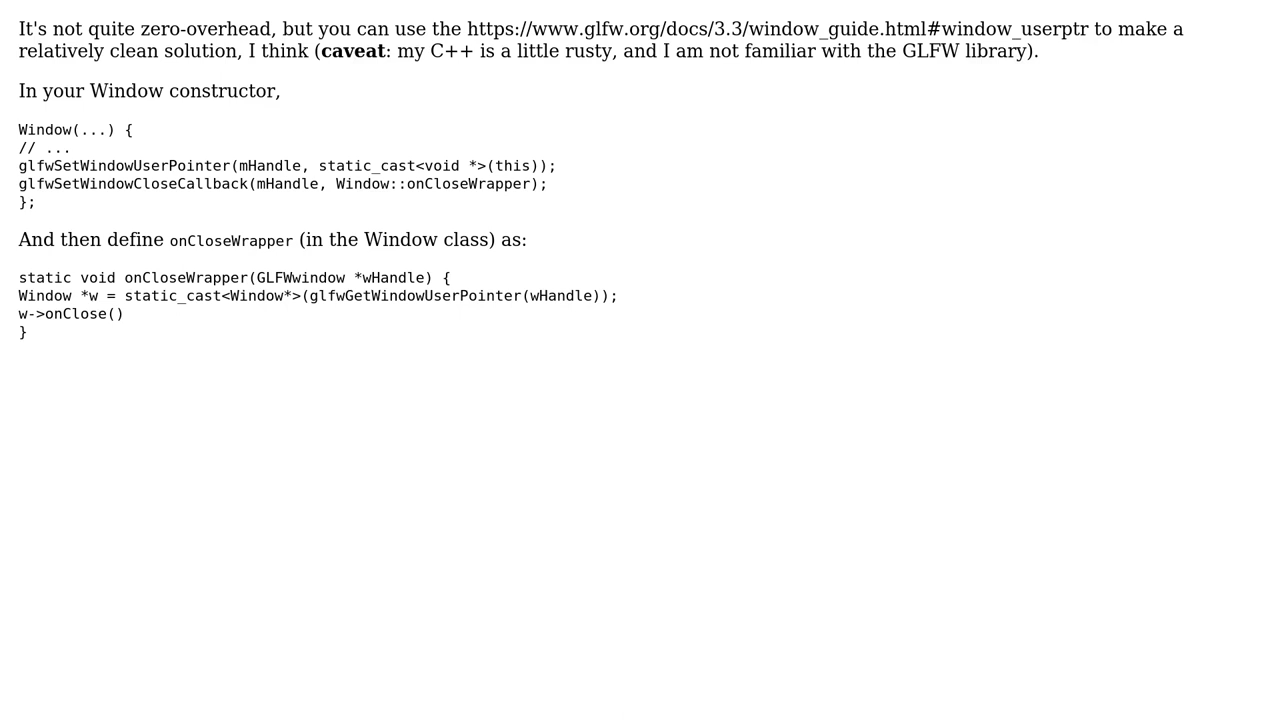 It's not quite zero-overhead, but you can use the https://www.glfw.org/docs/3.3/window_guide.html#window_userptr to make a
relatively clean solution, I think (caveat: my C++ is a little rusty, and I am not familiar with the GLFW library).
In your Window constructor,
Window(...) {
// ...
glfwSetWindowUserPointer(mHandle, static_cast<void *>(this));
glfwSetWindowCloseCallback(mHandle, Window::onCloseWrapper);
};
And then define onCloseWrapper (in the Window class) as:
static void onCloseWrapper(GLFWwindow *wHandle) {
Window *w = static_cast<Window*>(glfwGetWindowUserPointer(wHandle));
w->onClose()
}